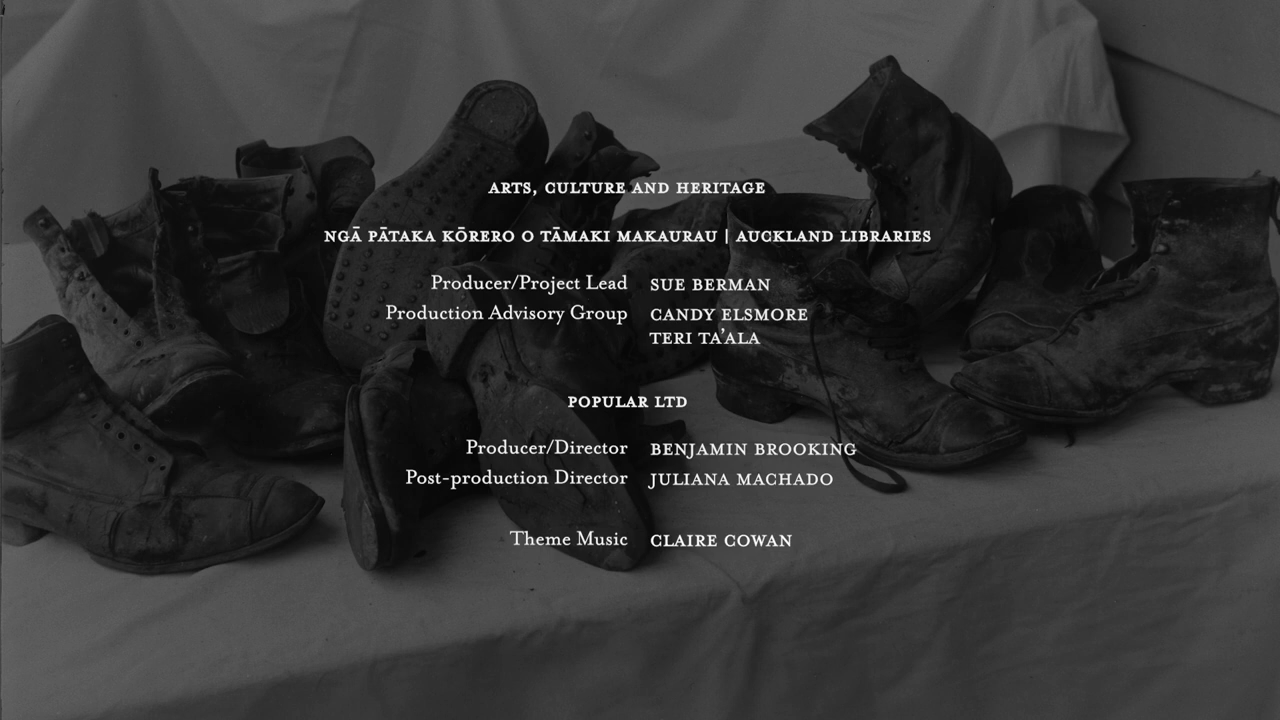 ARTS, CULTURE AND HERITAGE
NGĀ PĀTAKA KŌRERO O TĀMAKI MAKAURAU | AUCKLAND LIBRARIES
Producer/Project Lead SUE BERMAN
Production Advisory Group CANDY ELSMORE
TERI TA'ALA
POPULAR LTD
Producer/Director BENJAMIN BROOKING
Post-production Director JULIANA MACHADO
Theme Music CLAIRE COWAN